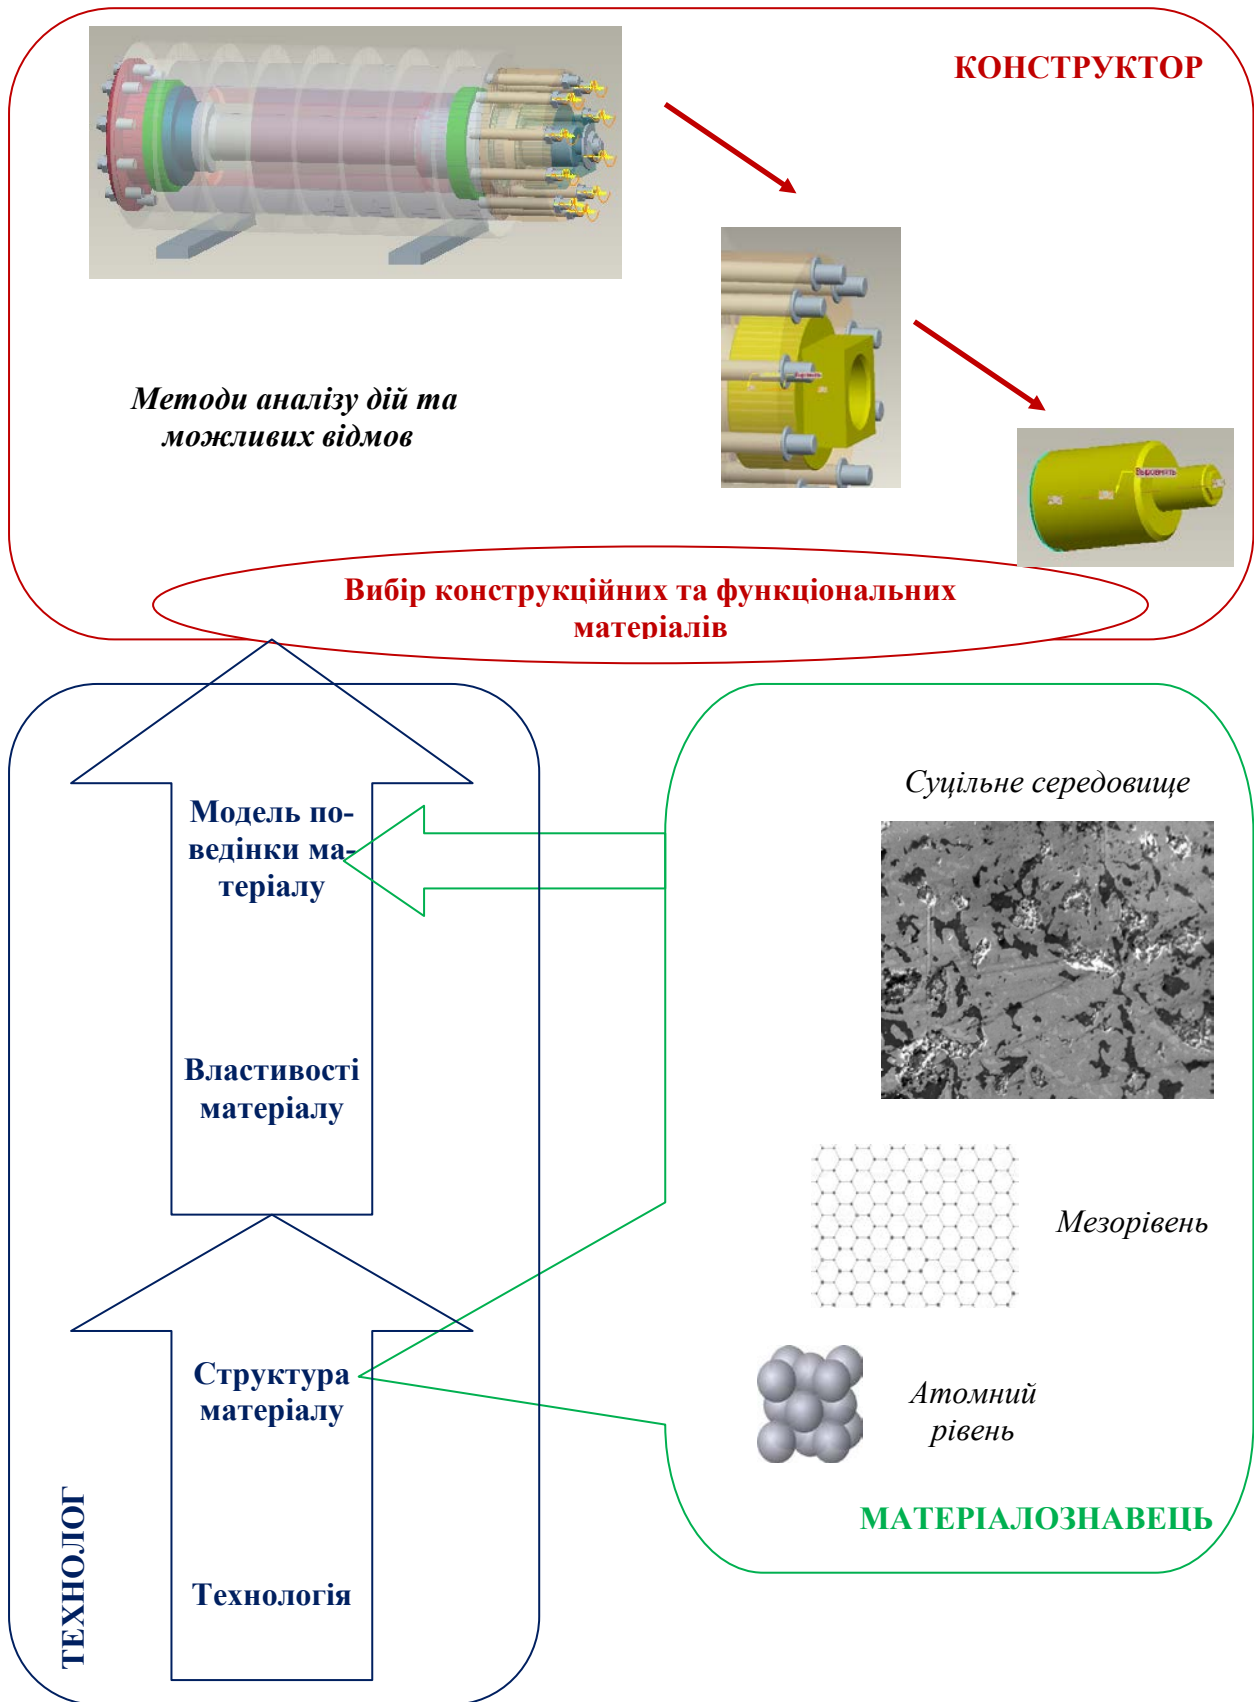 КОНСТРУКТОР
Методи аналізу дій та
можливих відмов
Выровнять
Вибір конструкційних та функціональних
матеріалів
Модель по-
ведінки ма-
теріалу
Властивості
матеріалу
Структура
матеріалу
Технологія
ТЕХНОЛОГ
Суцільне середовище
Мезорівень
Атомний
рівень
МАТЕРІАЛОЗНАВЕЦЬ